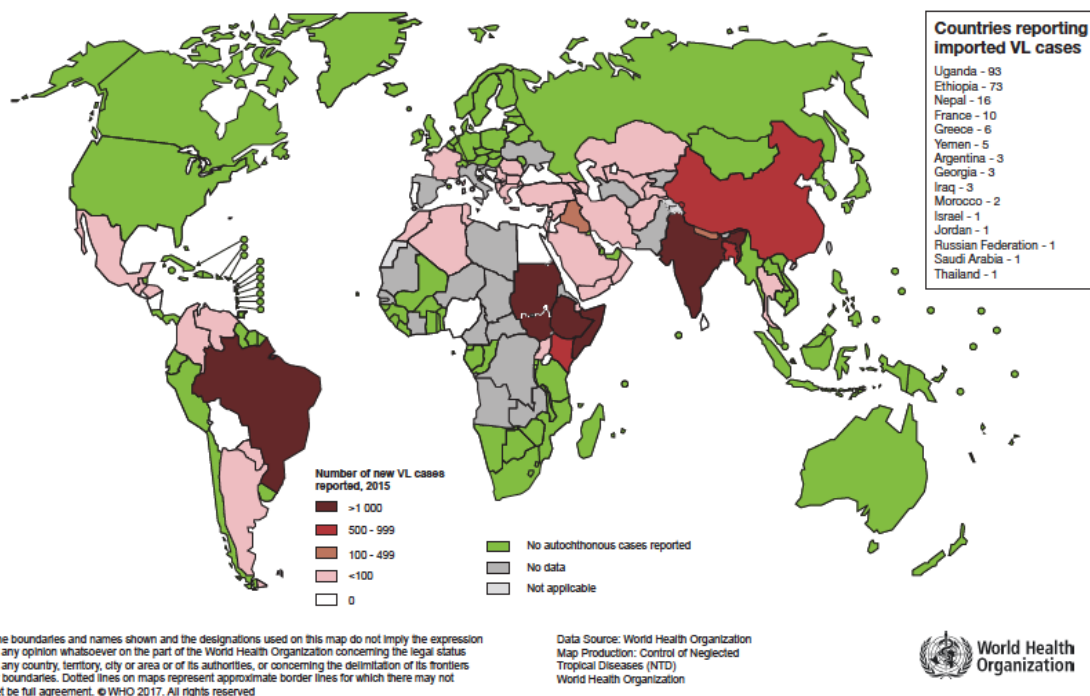 Countries reporting
imported VL cases
Uganda - 93
Ethiopia - 73
Nepal - 16
France - 10
Greece - 6
Yemen - 5
Argentina - 3
Georgia - 3
Iraq - 3
Morocco - 2
Israel - 1
Jordan - 1
Russian Federation - 1
Saudi Arabia - 1
Thailand - 1
Number of new VL cases
reported, 2015
>1 000
500 - 999
100 - 499
<100
0
No autochthonous cases reported
No data
Not applicable
he boundaries and names shown and the designations used on this map do not imply the expression
any opinion whatsoever on the part of the World Health Organization concerning the legal status
any country, territory, city or area or of its authorities, or concerning the delimitation of its frontiers
boundaries. Dotted lines on maps represent approximate border lines for which there may not
et be full agreement. © WHO 2017. All rights reserved
Data Source: World Health Organization
Map Production: Control of Neglected
Tropical Diseases (NTD)
World Health Organization
World Health
Organization